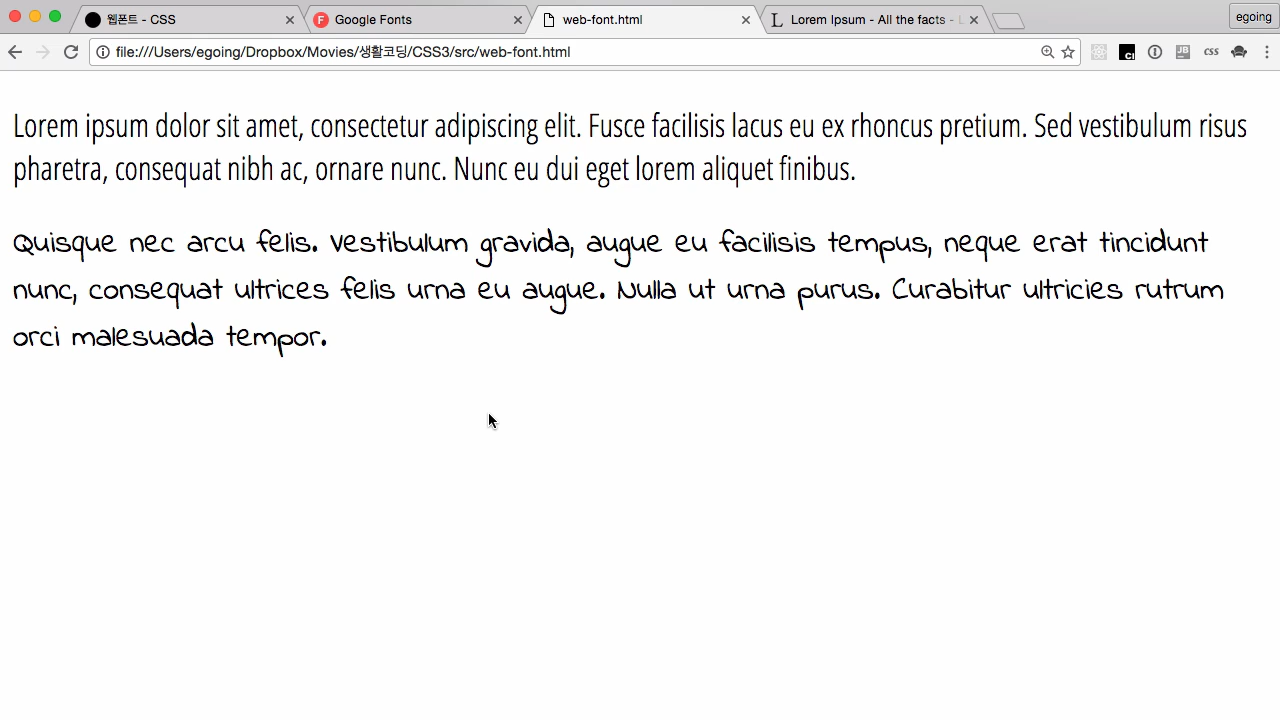 웹폰트 - CSS
Google Fonts
web-font.html
Lorem Ipsum - All the facts - L
egoing
file:///Users/egoing/Dropbox/Movies/생활코딩/CSS3/src/web-font.html
JB
css
Lorem ipsum dolor sit amet, consectetur adipiscing elit. Fusce facilisis lacus eu ex rhoncus pretium. Sed vestibulum risus
pharetra, consequat nibh ac, ornare nunc. Nunc eu dui eget lorem aliquet finibus.
Quisque nec arcu felis. Vestibulum gravida, augue eu facilisis tempus, neque erat tincidunt
nunc, consequat ultrices felis urna eu augue. Nulla ut urna purus. Curabitur ultricies rutrum
orci malesuada tempor.